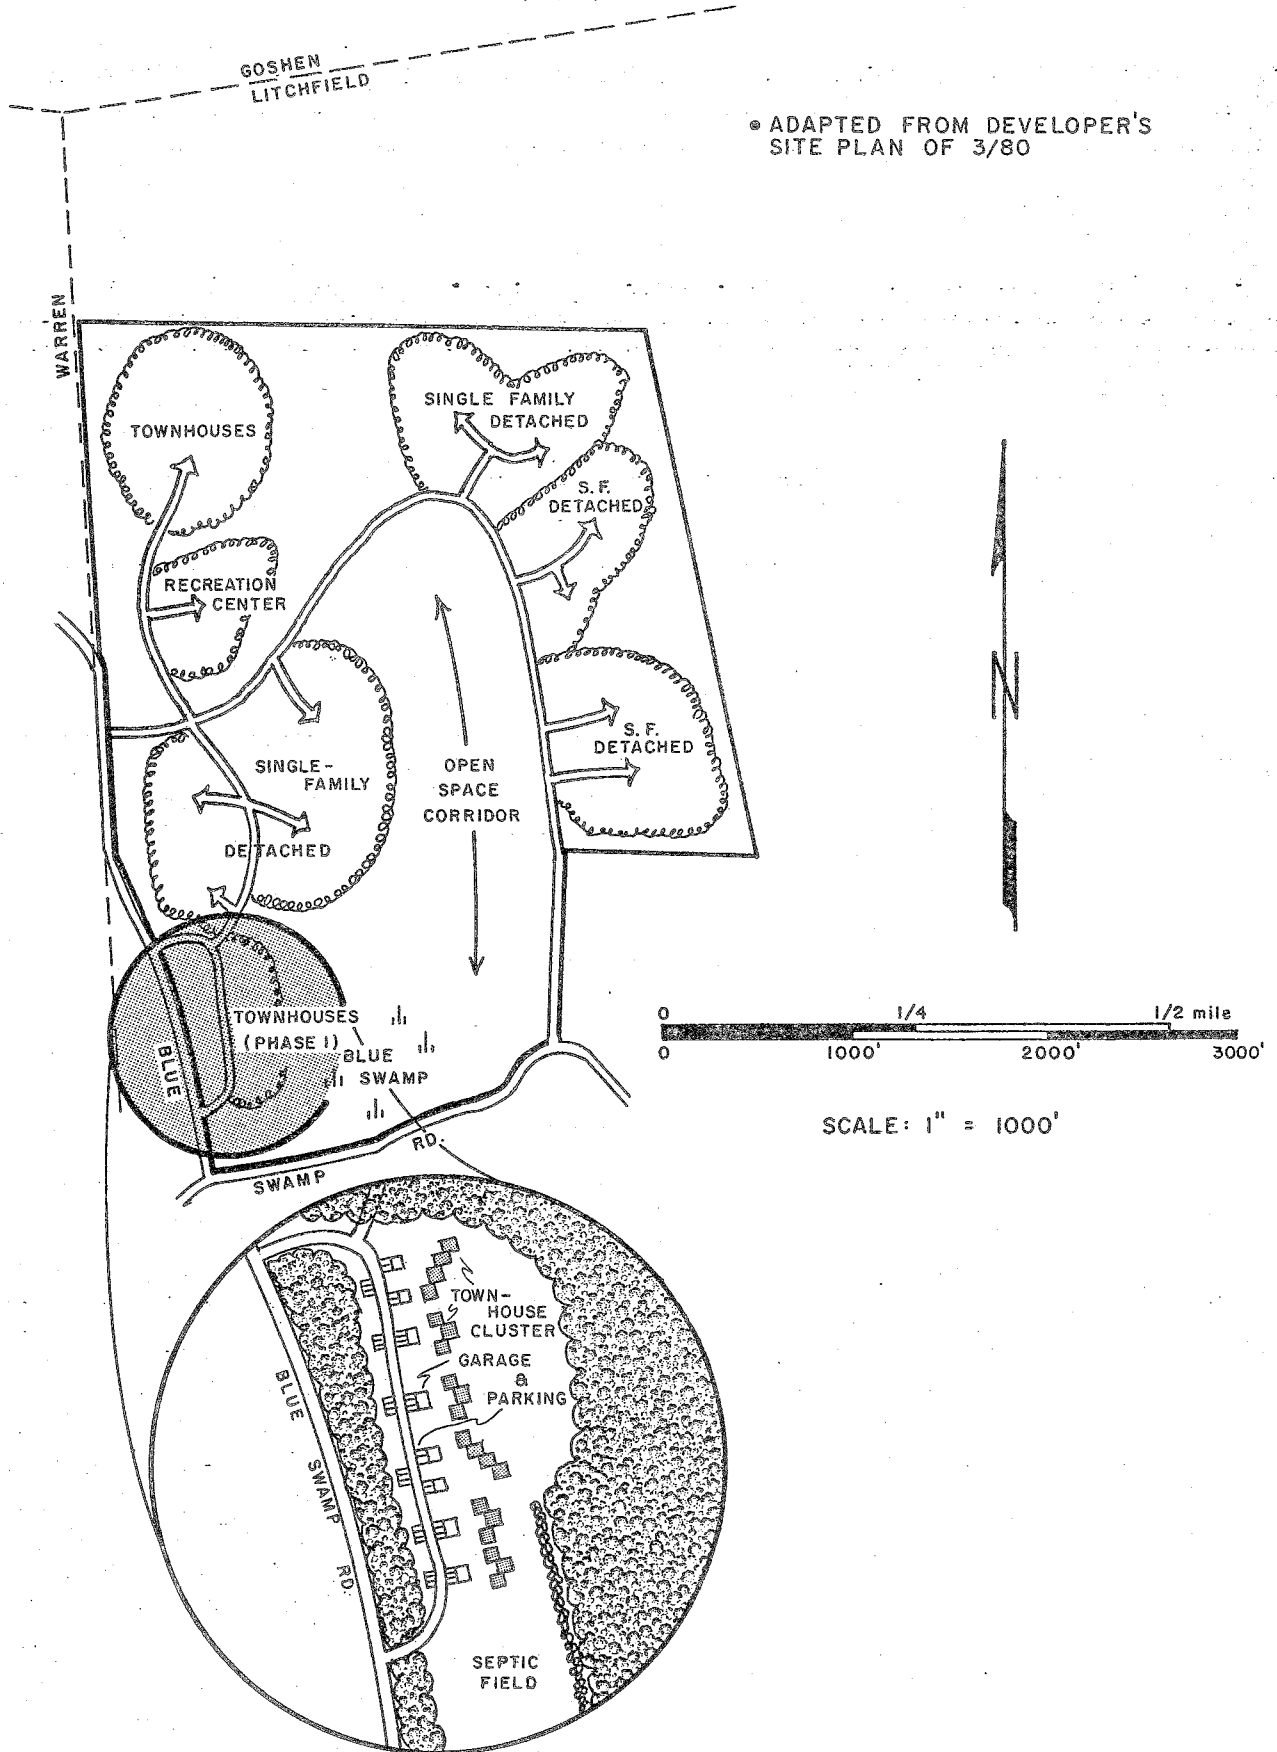 GOSHEN
LITCHFIELD
• ADAPTED FROM DEVELOPER'S
SITE PLAN OF 3/80
WARREN
TOWNHOUSES
SINGLE FAMILY
DETACHED
S. F.
DETACHED
RECREATION
CENTER
S. F.
DETACHED
SINGLE-
FAMILY
DETACHED
OPEN
SPACE
CORRIDOR
N
TOWNHOUSES
(PHASE I)
BLUE
SWAMP
BLUE
SWAMP
RD.
0 1/4 1/2 mile
0 1000' 2000' 3000'
SCALE: 1" = 1000'
TOWN-
HOUSE
CLUSTER
GARAGE
&
PARKING
BLUE SWAMP RD.
SEPTIC
FIELD